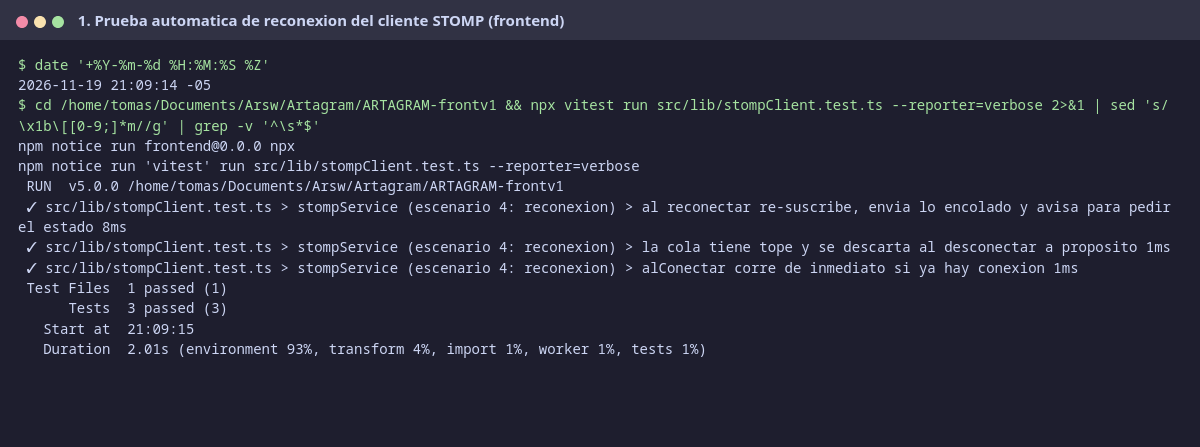 1. Prueba automatica de reconexion del cliente STOMP (frontend)
$ date '+%Y-%m-%d %H:%M:%S %Z'
2026-11-19 21:09:14 -05
$ cd /home/tomas/Documents/Arsw/Artagram/ARTAGRAM-frontv1 && npx vitest run src/lib/stompClient.test.ts --reporter=verbose 2>&1 | sed 's/
\x1b\[[0-9;]*m//g' | grep -v '^\s*$'
npm notice run frontend@0.0.0 npx
npm notice run 'vitest' run src/lib/stompClient.test.ts --reporter=verbose
RUN  v5.0.0 /home/tomas/Documents/Arsw/Artagram/ARTAGRAM-frontv1
✓ src/lib/stompClient.test.ts > stompService (escenario 4: reconexion) > al reconectar re-suscribe, envia lo encolado y avisa para pedir
el estado 8ms
✓ src/lib/stompClient.test.ts > stompService (escenario 4: reconexion) > la cola tiene tope y se descarta al desconectar a proposito 1ms
✓ src/lib/stompClient.test.ts > stompService (escenario 4: reconexion) > alConectar corre de inmediato si ya hay conexion 1ms
Test Files  1 passed (1)
Tests  3 passed (3)
Start at  21:09:15
Duration  2.01s (environment 93%, transform 4%, import 1%, worker 1%, tests 1%)